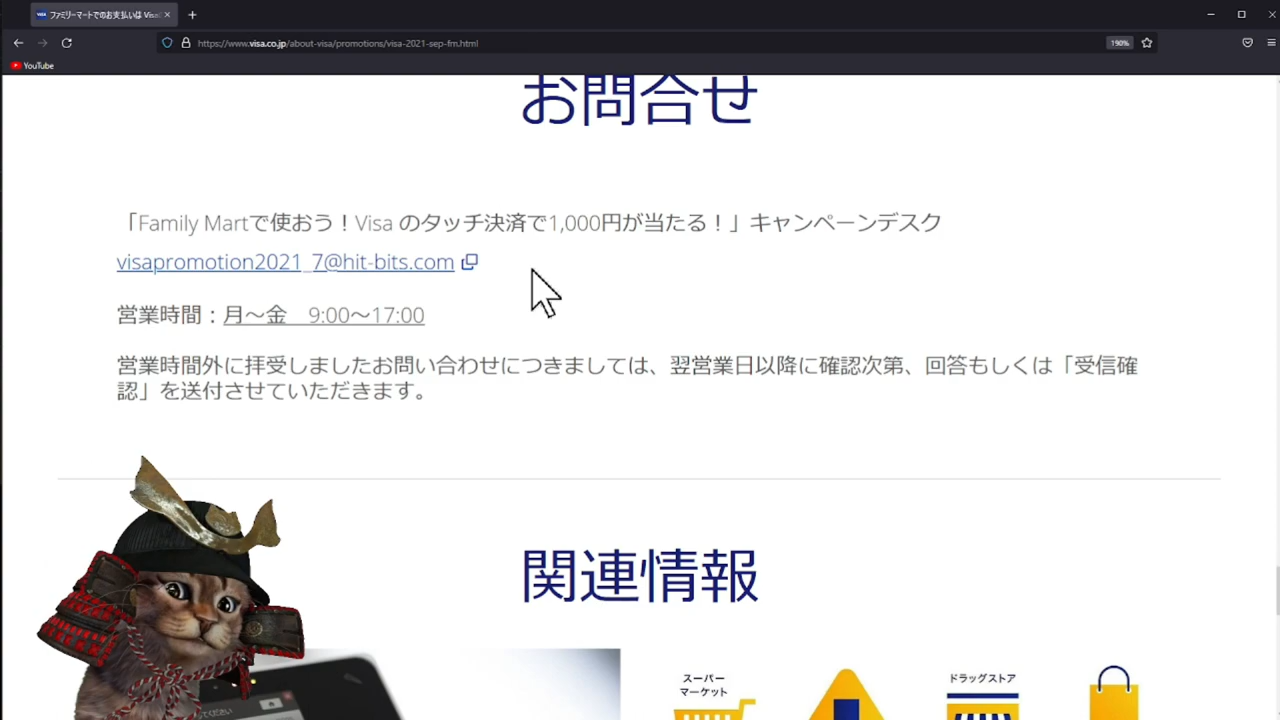 ファミリーマートでのお支払いは Visa
https://www.visa.co.jp/about-visa/promotions/visa-2021-sep-fm.html
190%
YouTube
お問合せ
「Family Martで使おう！Visa のタッチ決済で1,000円が当たる！」キャンペーンデスク
visapromotion2021_7@hit-bits.com
営業時間：月～金　9:00～17:00
営業時間外に拝受しましたお問い合わせにつきましては、翌営業日以降に確認次第、回答もしくは「受信確
認」を送付させていただきます。
関連情報
スーパー
マーケット
ドラッグストア
ください